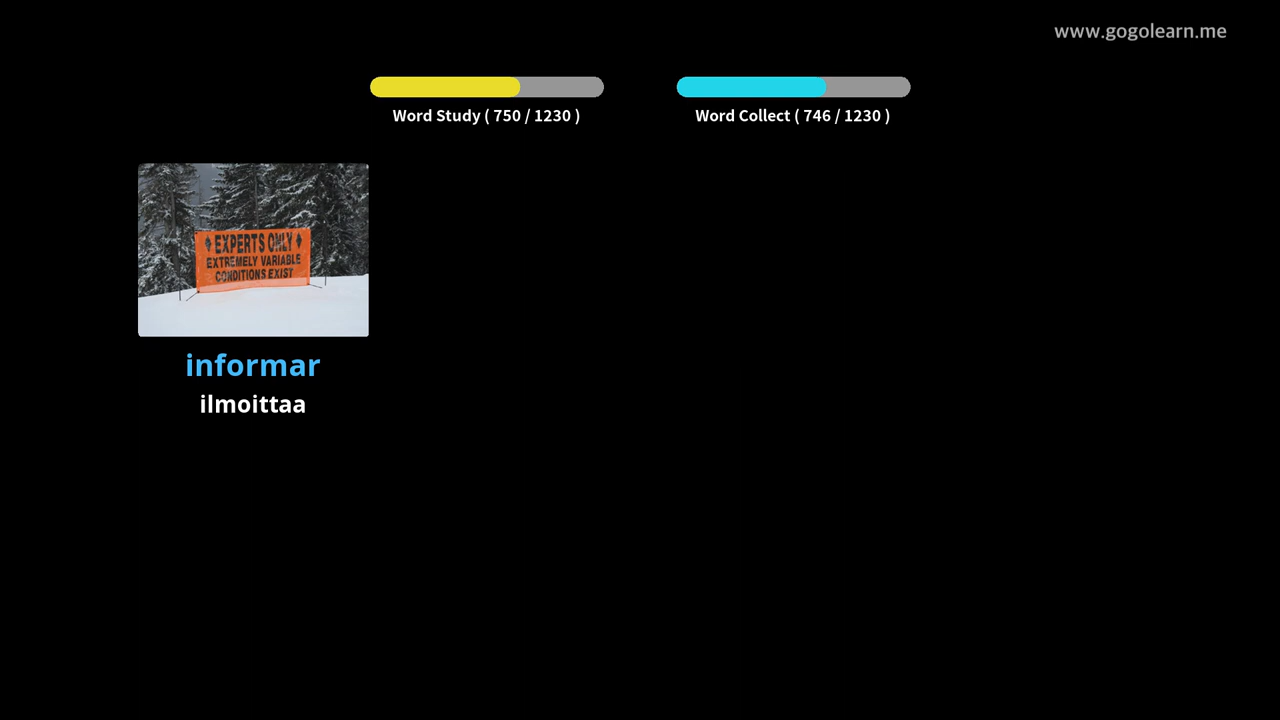 www.gogolearn.me
Word Study ( 750 / 1230 )
Word Collect ( 746 / 1230 )
EXPERTS ONLY
EXTREMELY VARIABLE
CONDITIONS EXIST
informar
ilmoittaa